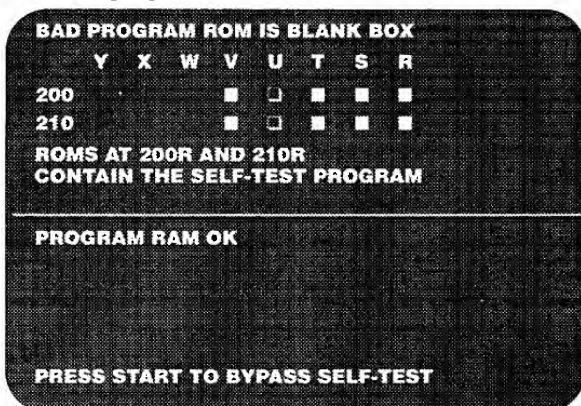 BAD PROGRAM ROM IS BLANK BOX
Y X W V U T S R
200 ■ ❏ ■ ■ ■
210 ■ ❏ ■ ■ ■
ROMS AT 200R AND 210R
CONTAIN THE SELF-TEST PROGRAM
PROGRAM RAM OK
PRESS START TO BYPASS SELF-TEST